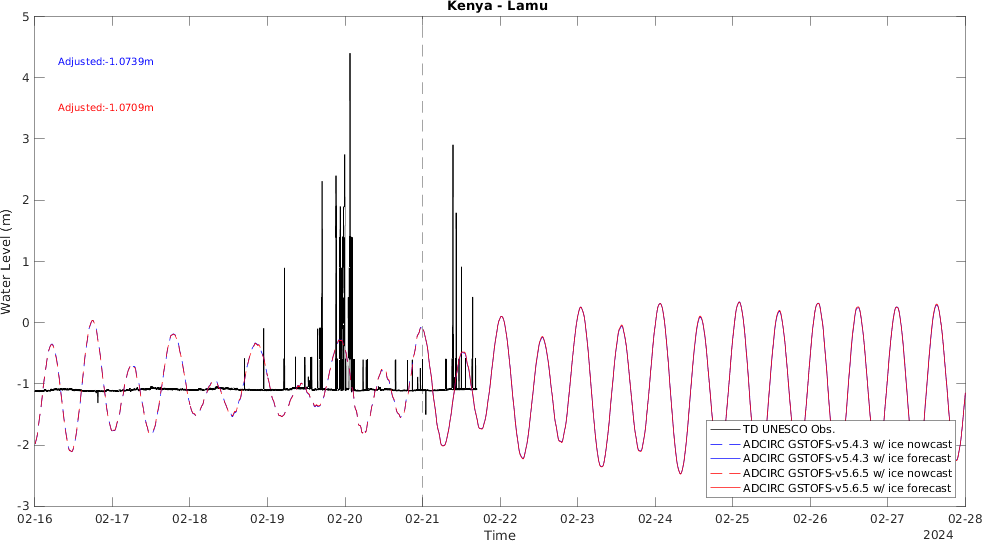 Kenya - Lamu
Adjusted:-1.0739m
Adjusted:-1.0709m
Water Level (m)
5
4
3
2
1
0
-1
-2
-3
TD UNESCO Obs.
ADCIRC GSTOFS-v5.4.3 w/ ice nowcast
ADCIRC GSTOFS-v5.4.3 w/ ice forecast
ADCIRC GSTOFS-v5.6.5 w/ ice nowcast
ADCIRC GSTOFS-v5.6.5 w/ ice forecast
02-16 02-17 02-18 02-19 02-20 02-21 02-22 02-23 02-24 02-25 02-26 02-27 02-28
Time
2024